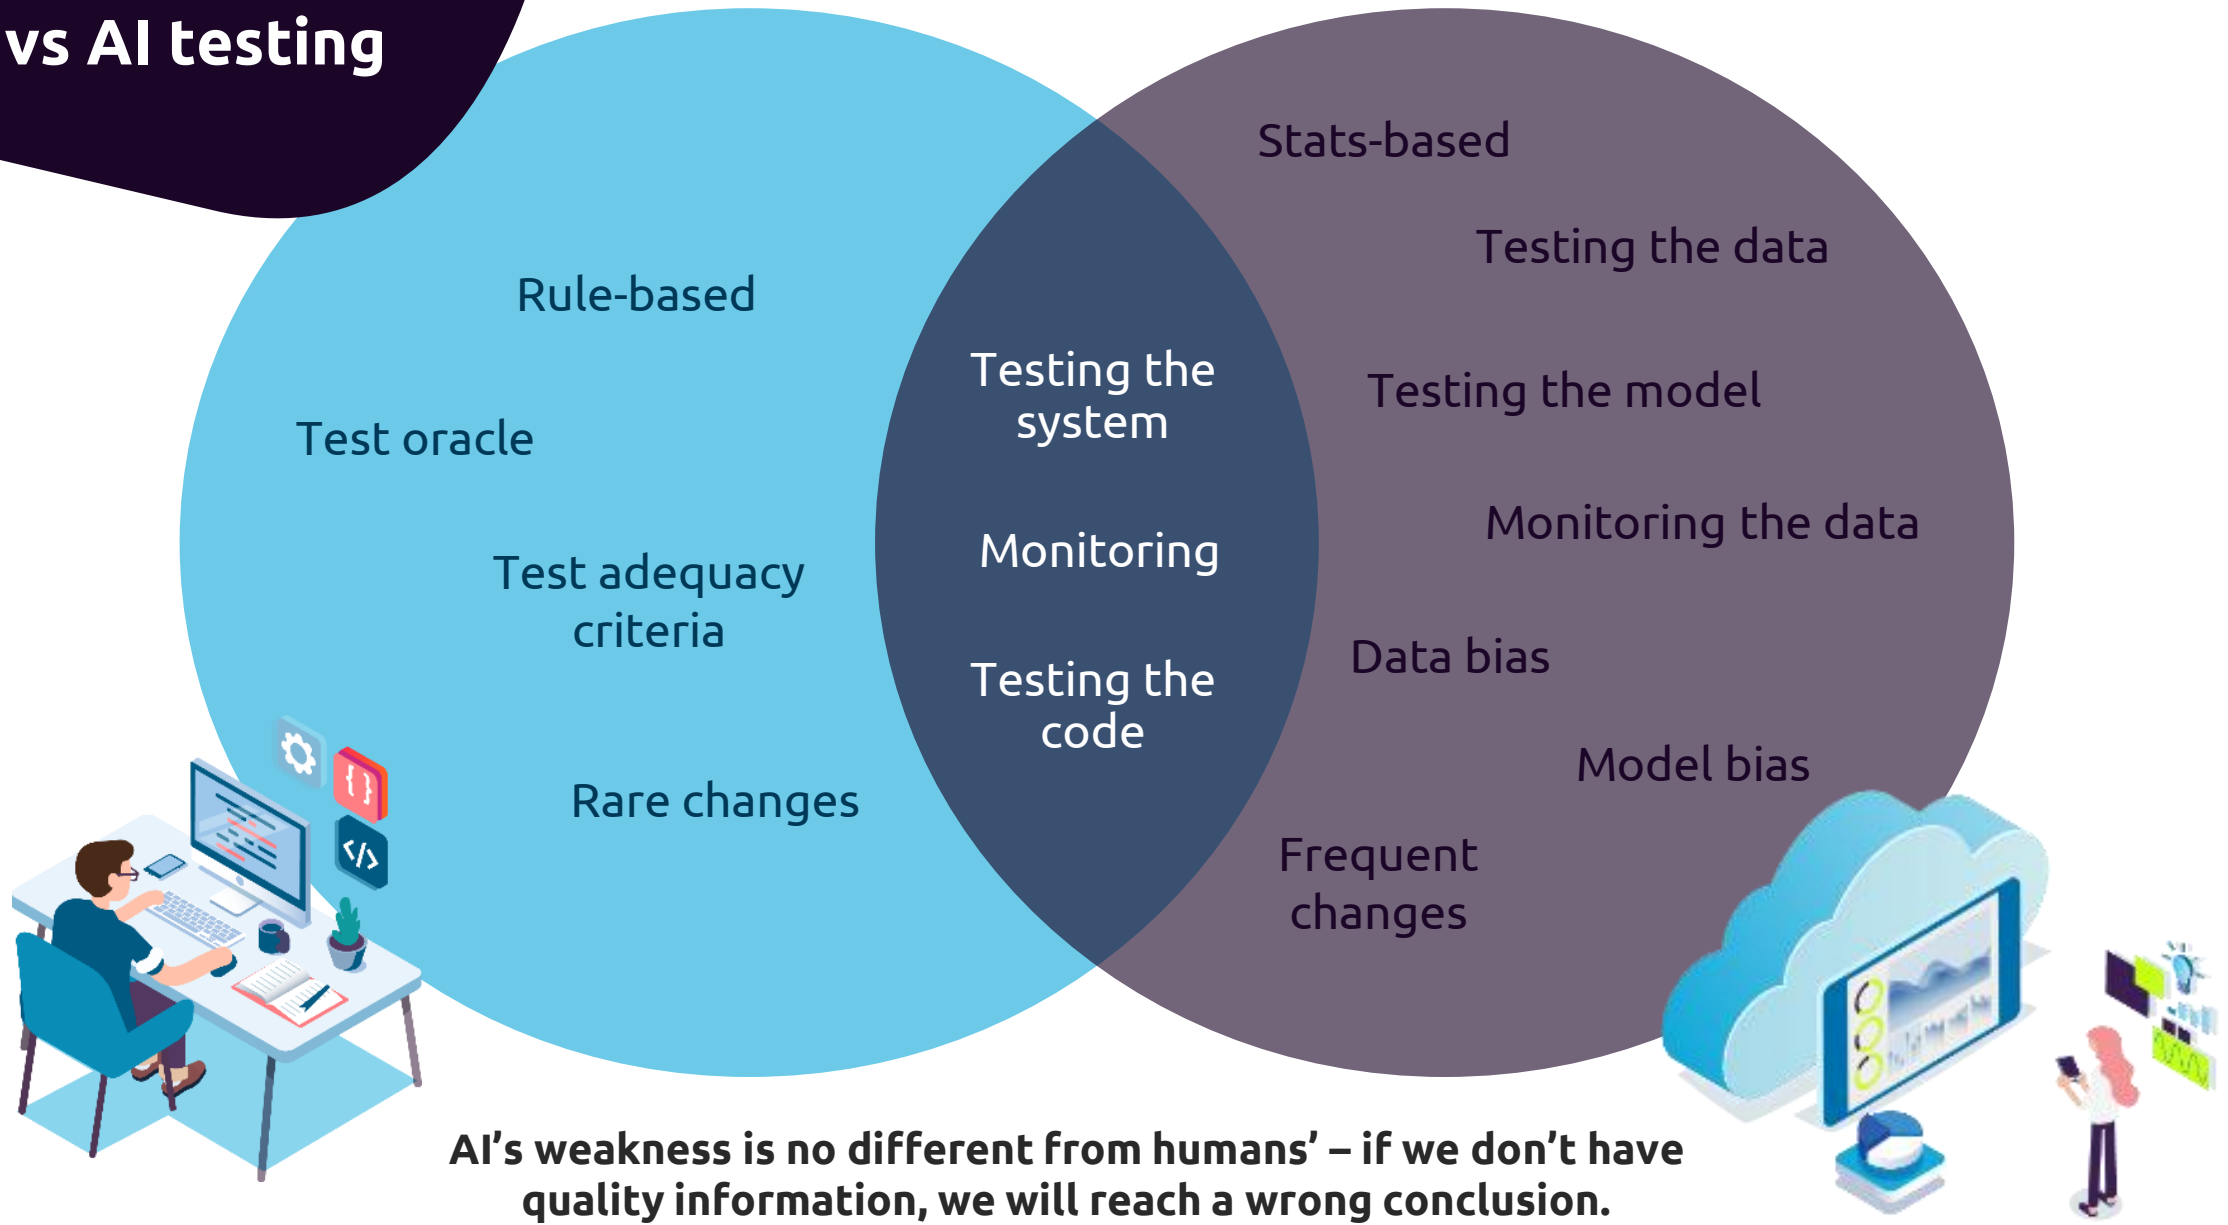 vs AI testing
Rule-based
Test oracle
Test adequacy
criteria
Rare changes
Testing the
system
Monitoring
Testing the
code
Stats-based
Testing the data
Testing the model
Monitoring the data
Data bias
Model bias
Frequent
changes
{ }
</>
AI’s weakness is no different from humans’ – if we don’t have
quality information, we will reach a wrong conclusion.